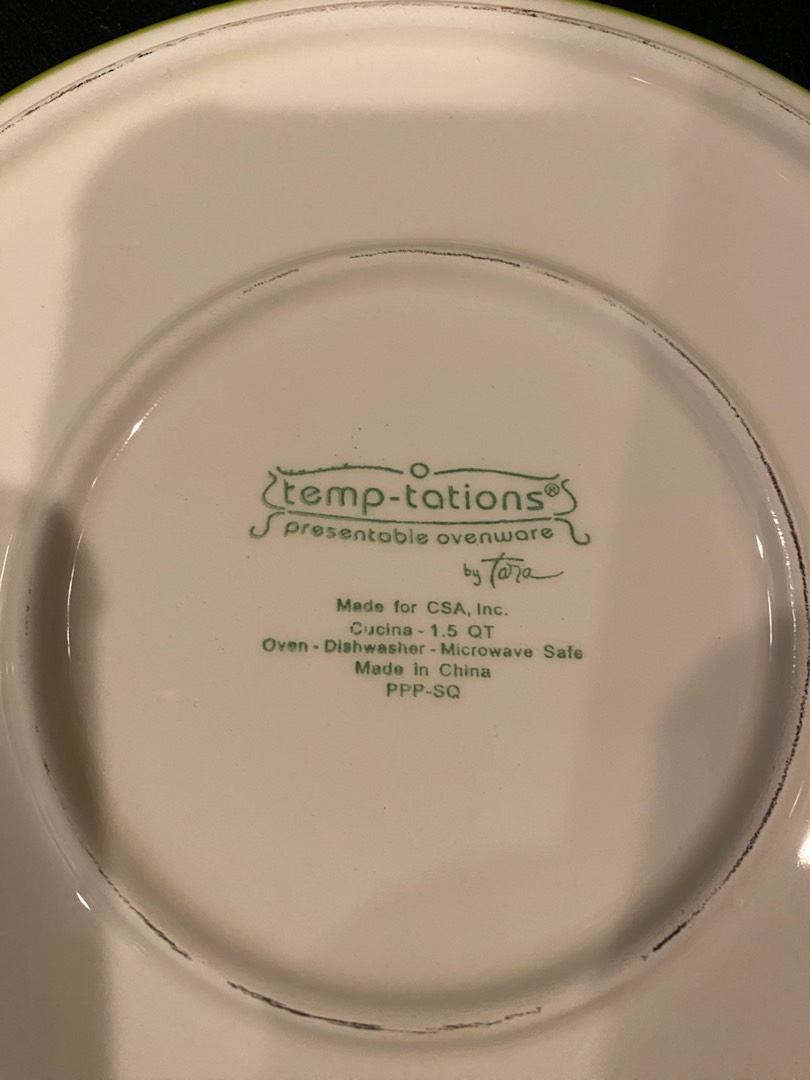 temp-tations®
presentable ovenware
by Tara
Made for CSA, Inc.
Cucina - 1.5 QT
Oven - Dishwasher - Microwave Safe
Made in China
PPP-SQ